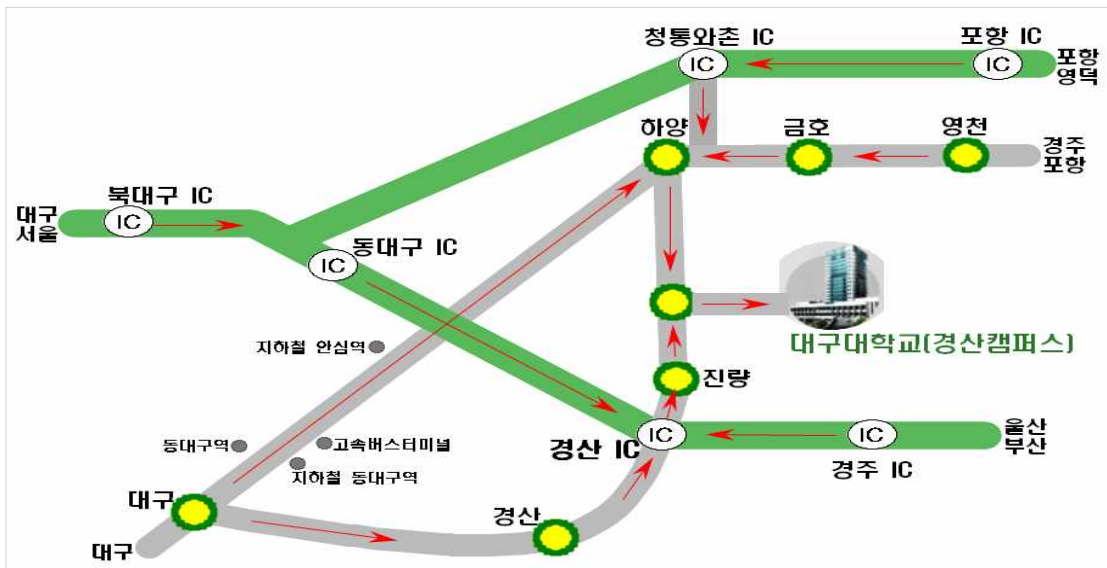 청통와촌 IC
포항 IC
IC
IC
포항
영덕
하양
금호
영천
경주
포항
북대구 IC
대구
서울
IC
동대구 IC
IC
대구대학교(경산캠퍼스)
지하철 안심역
진량
동대구역
고속버스터미널
지하철 동대구역
경산 IC
IC
IC
경주 IC
울산
부산
대구
경산
대구